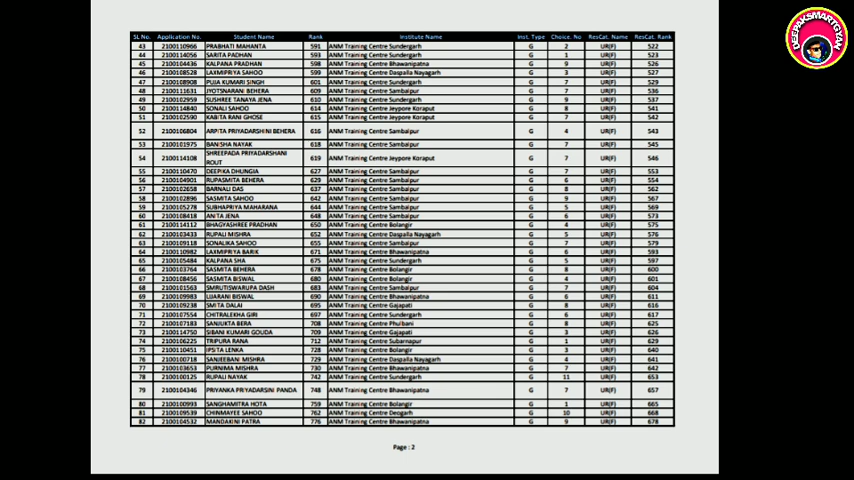 DEEPAKSMARTGYAN
SL No. Application No. Student Name Rank Institute Name Inst. Type Choice. No ResCat. Name ResCat. Rank
43 2100110966 PRABHATI MAHANTA 591 ANM Training Centre Sundergarh G 2 UR(F) 522
44 2100114056 SARITA PADHAN 593 ANM Training Centre Sundergarh G 1 UR(F) 523
45 2100104436 KALPANA PRADHAN 598 ANM Training Centre Bhawanipatna G 9 UR(F) 526
46 2100108528 LAXMIPRIYA SAHOO 599 ANM Training Centre Daspalla Nayagarh G 3 UR(F) 527
47 2100108908 PUJA KUMARI SINGH 601 ANM Training Centre Sundergarh G 7 UR(F) 529
48 2100111631 JYOTSNARANI BEHERA 609 ANM Training Centre Sambalpur G 7 UR(F) 536
49 2100102959 SUSHREE TANAYA JENA 610 ANM Training Centre Sundergarh G 9 UR(F) 537
50 2100114840 SONALI SAHOO 614 ANM Training Centre Jeypore Koraput G 8 UR(F) 541
51 2100102590 KABITA RANI GHOSE 615 ANM Training Centre Jeypore Koraput G 7 UR(F) 542
52 2100106804 ARPITA PRIYADARSHINI BEHERA 616 ANM Training Centre Sambalpur G 4 UR(F) 543
53 2100101975 BANISHA NAYAK 618 ANM Training Centre Sambalpur G 7 UR(F) 545
54 2100114108 SHREEPADA PRIYADARSHANI ROUT 619 ANM Training Centre Jeypore Koraput G 7 UR(F) 546
55 2100110470 DEEPIKA DHUNGIA 627 ANM Training Centre Sambalpur G 7 UR(F) 553
56 2100104901 RUPASMITA BEHERA 629 ANM Training Centre Sambalpur G 6 UR(F) 554
57 2100102658 BARNALI DAS 637 ANM Training Centre Sambalpur G 8 UR(F) 562
58 2100102896 SASMITA SAHOO 642 ANM Training Centre Sambalpur G 9 UR(F) 567
59 2100105278 SUBHAPRIYA MAHARANA 644 ANM Training Centre Sambalpur G 5 UR(F) 569
60 2100108418 ANITA JENA 648 ANM Training Centre Sambalpur G 6 UR(F) 573
61 2100114112 BHAGYASHREE PRADHAN 650 ANM Training Centre Bolangir G 4 UR(F) 575
62 2100103433 RUPALI MISHRA 652 ANM Training Centre Daspalla Nayagarh G 5 UR(F) 576
63 2100109118 SONALIKA SAHOO 655 ANM Training Centre Sambalpur G 7 UR(F) 579
64 2100110982 LAXMIPRIYA BARIK 671 ANM Training Centre Bhawanipatna G 6 UR(F) 593
65 2100105484 KALPANA SHA 675 ANM Training Centre Sundergarh G 5 UR(F) 597
66 2100103764 SASMITA BEHERA 678 ANM Training Centre Bolangir G 8 UR(F) 600
67 2100108456 SASMITA BISWAL 680 ANM Training Centre Bolangir G 4 UR(F) 601
68 2100101563 SMRUTISWARUPA DASH 683 ANM Training Centre Sambalpur G 7 UR(F) 604
69 2100109983 LIJARANI BISWAL 690 ANM Training Centre Bhawanipatna G 6 UR(F) 611
70 2100109238 SMITA DALAI 695 ANM Training Centre Gajapati G 8 UR(F) 616
71 2100107554 CHITRALEKHA GIRI 697 ANM Training Centre Sundergarh G 6 UR(F) 617
72 2100107183 SANJUKTA BERA 708 ANM Training Centre Phulbani G 8 UR(F) 625
73 2100114750 SIBANI KUMARI GOUDA 709 ANM Training Centre Gajapati G 3 UR(F) 626
74 2100106225 TRIPURA RANA 712 ANM Training Centre Subarnapur G 1 UR(F) 629
75 2100110451 IPSITA LENKA 728 ANM Training Centre Bolangir G 3 UR(F) 640
76 2100100718 SANJEEBANI MISHRA 729 ANM Training Centre Daspalla Nayagarh G 4 UR(F) 641
77 2100103653 PURNIMA MISHRA 730 ANM Training Centre Bhawanipatna G 7 UR(F) 642
78 2100100125 RUPALI NAYAK 742 ANM Training Centre Sundergarh G 11 UR(F) 653
79 2100104346 PRIYANKA PRIYADARSINI PANDA 748 ANM Training Centre Bhawanipatna G 7 UR(F) 657
80 2100100993 SANGHAMITRA HOTA 759 ANM Training Centre Bolangir G 1 UR(F) 665
81 2100109539 CHINMAYEE SAHOO 762 ANM Training Centre Deogarh G 10 UR(F) 668
82 2100104532 MANDAKINI PATRA 776 ANM Training Centre Bhawanipatna G 9 UR(F) 678
Page : 2